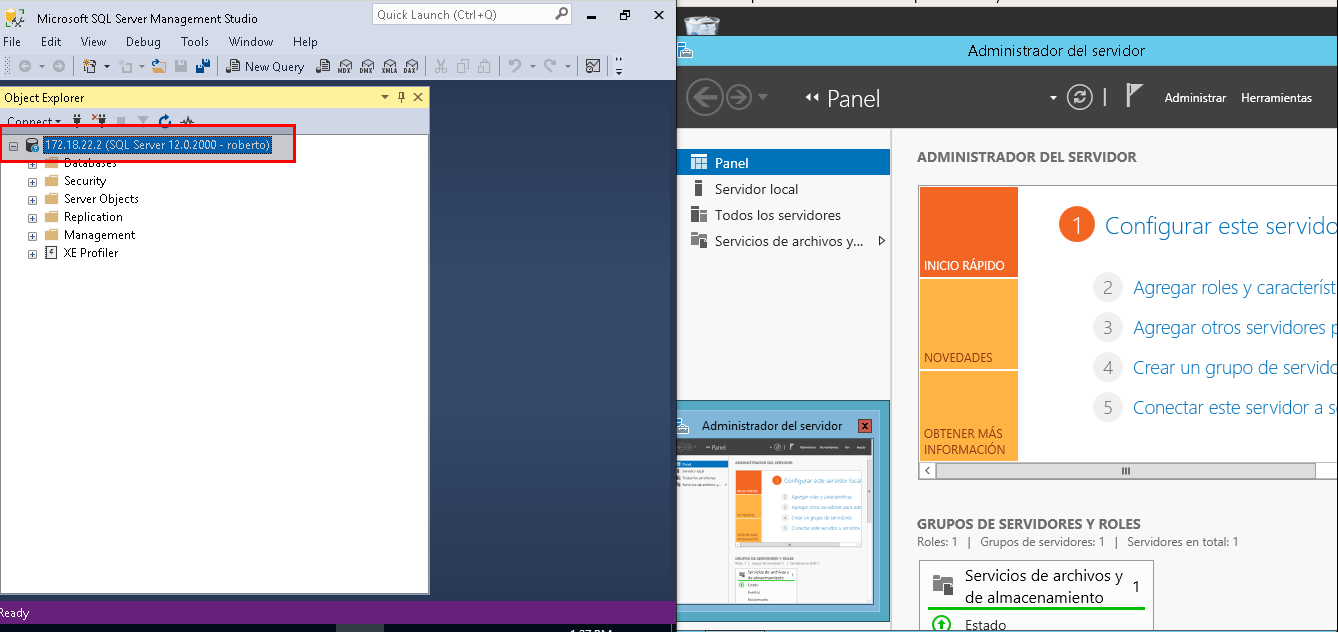 Microsoft SQL Server Management Studio
Quick Launch (Ctrl+Q)
File Edit View Debug Tools Window Help
New Query
MDX DMX XMLA DAX
Object Explorer
Connect
172.18.22.2 (SQL Server 12.0.2000 - roberto)
Databases
Security
Server Objects
Replication
Management
XE Profiler
Ready
Administrador del servidor
Panel
Administrar Herramientas
Panel
Servidor local
Todos los servidores
Servicios de archivos y...
ADMINISTRADOR DEL SERVIDOR
INICIO RÁPIDO
NOVEDADES
OBTENER MÁS
INFORMACIÓN
1 Configurar este servido
2 Agregar roles y característ
3 Agregar otros servidores p
4 Crear un grupo de servido
5 Conectar este servidor a s
Administrador del servidor
GRUPOS DE SERVIDORES Y ROLES
Roles: 1 | Grupos de servidores: 1 | Servidores en total: 1
Servicios de archivos y
de almacenamiento
1
Estado